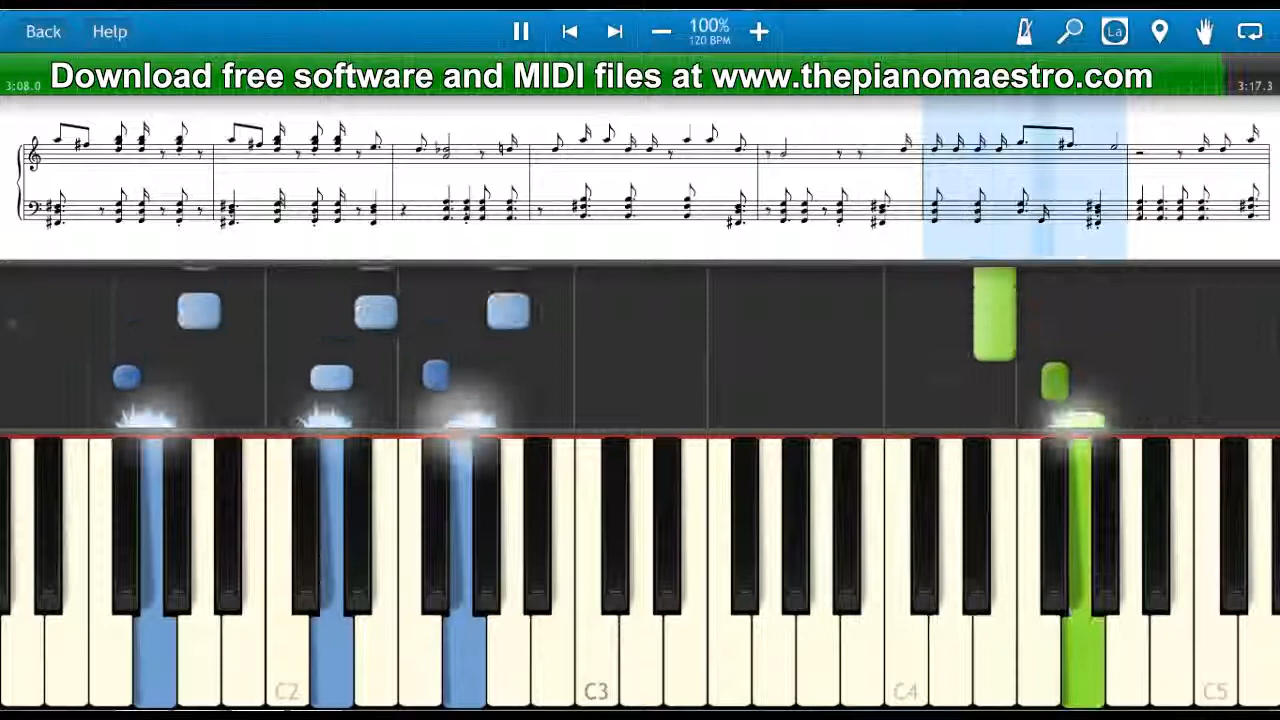 Back Help 100% La
120 BPM
Download free software and MIDI files at www.thepianomaestro.com
3:08.0 3:17.3
C2 C3 C4 C5